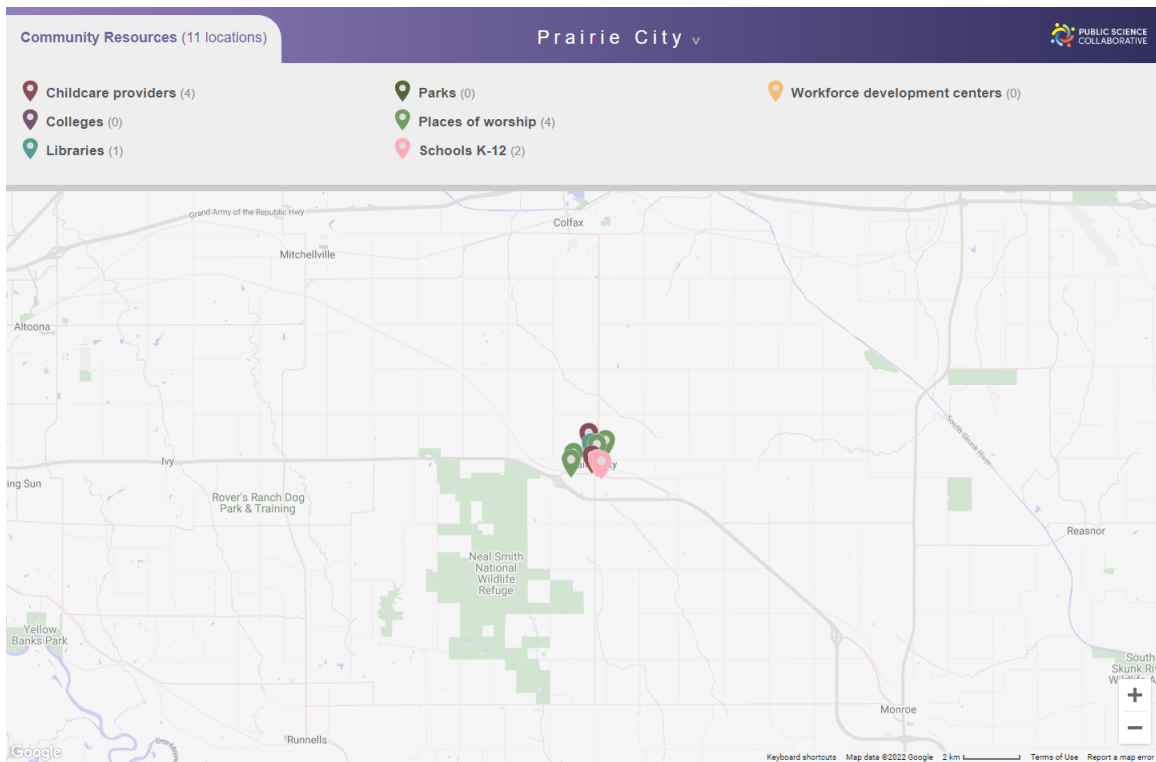 Community Resources (11 locations)
Prairie City v
PUBLIC SCIENCE
COLLABORATIVE
Childcare providers (4)
Colleges (0)
Libraries (1)
Parks (0)
Places of worship (4)
Schools K-12 (2)
Workforce development centers (0)
Grand Army of the Republic Hwy
Colfax
Mitchellville
Altoona
South Skunk River
Ivy
ing Sun
Rover's Ranch Dog
Park & Training
Reasnor
Neal Smith
National
Wildlife
Refuge
Yellow
Banks Park
South
Skunk Riv
Monroe
Runnells
+
−
Google
Keyboard shortcuts Map data ©2022 Google 2 km Terms of Use Report a map error